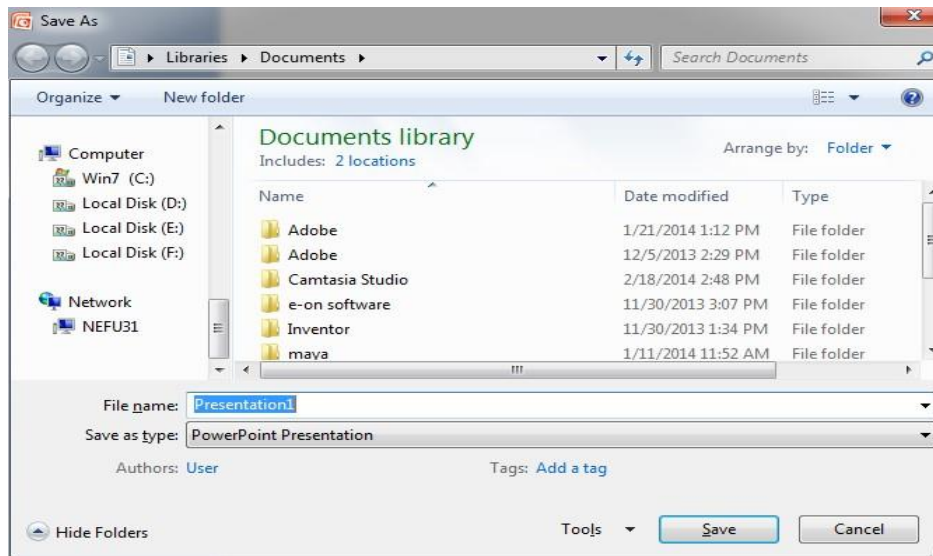 Save As
Libraries Documents Search Documents
Organize New folder
Documents library
Includes: 2 locations
Arrange by: Folder
Computer
Win7 (C:)
Local Disk (D:)
Local Disk (E:)
Local Disk (F:)
Network
NEFU31
Name Date modified Type
Adobe 1/21/2014 1:12 PM File folder
Adobe 12/5/2013 2:29 PM File folder
Camtasia Studio 2/18/2014 2:48 PM File folder
e-on software 11/30/2013 3:07 PM File folder
Inventor 11/30/2013 1:34 PM File folder
maya 1/11/2014 11:52 AM File folder
File name: Presentation1
Save as type: PowerPoint Presentation
Authors: User Tags: Add a tag
Hide Folders Tools Save Cancel